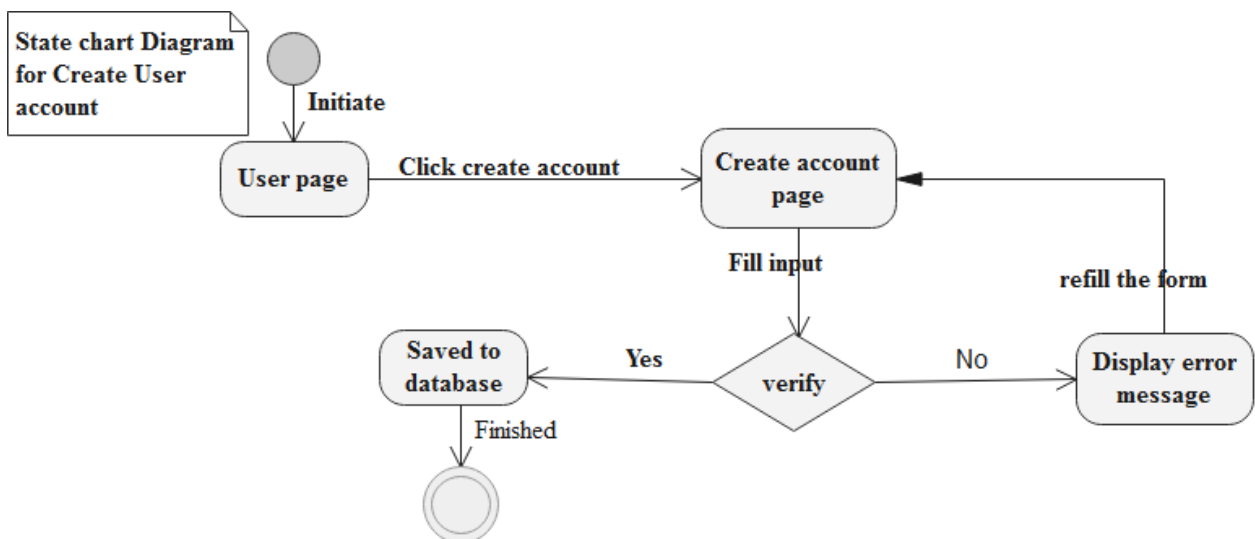 State chart Diagram
for Create User
account
Initiate
User page
Click create account
Create account
page
Fill input
refill the form
Saved to
database
Yes
verify
No
Display error
message
Finished